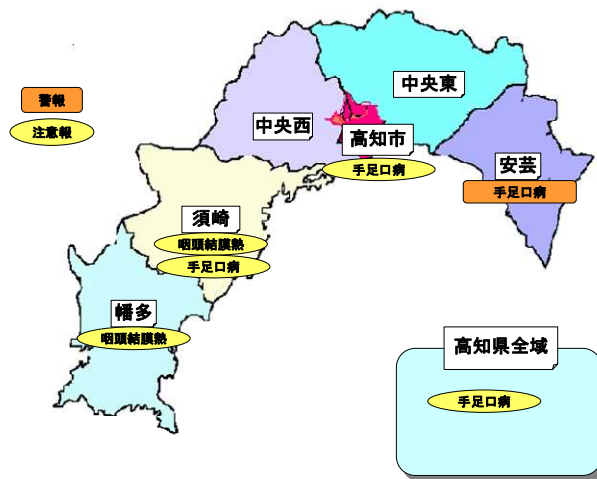 警報
注意報
中央東
中央西
高知市
手足口病
安芸
手足口病
須崎
咽頭結膜熱
手足口病
幡多
咽頭結膜熱
高知県全域
手足口病